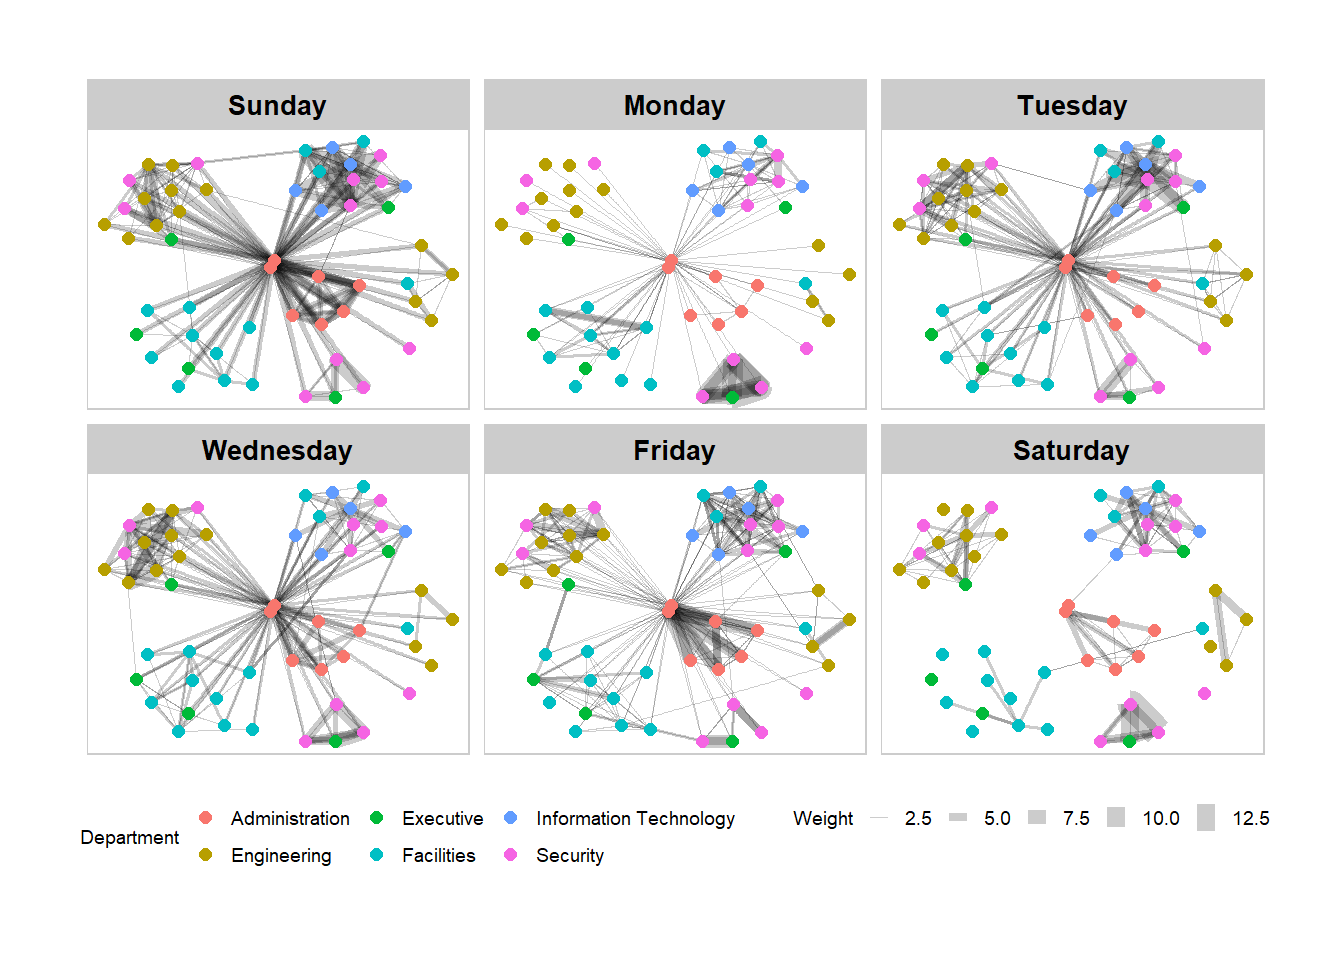 Sunday
Monday
Tuesday
Wednesday
Friday
Saturday
Department
Administration
Executive
Information Technology
Engineering
Facilities
Security
Weight
2.5
5.0
7.5
10.0
12.5